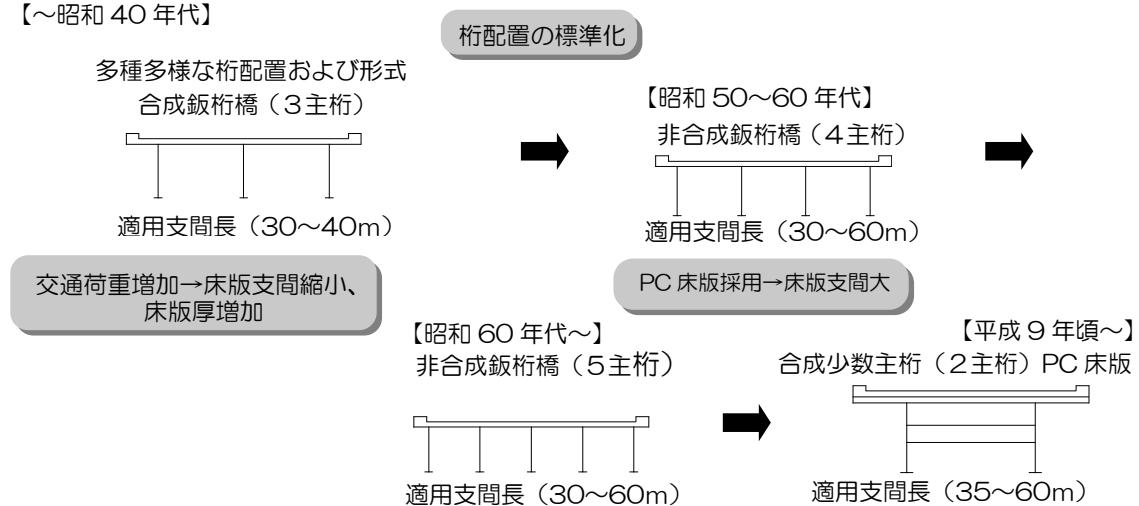 【～昭和 40 年代】
桁配置の標準化
多種多様な桁配置および形式
合成鈑桁橋（3主桁）
適用支間長（30～40m）
交通荷重増加→床版支間縮小、
床版厚増加
【昭和 50～60 年代】
非合成鈑桁橋（4主桁）
適用支間長（30～60m）
PC 床版採用→床版支間大
【昭和 60 年代～】
非合成鈑桁橋（5主桁）
適用支間長（30～60m）
【平成 9 年頃～】
合成少数主桁（2主桁）PC 床版
適用支間長（35～60m）